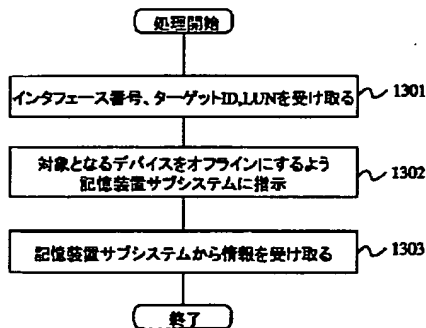 処理開始
インタフェース番号、ターゲットID,LUNを受け取る
1301
対象となるデバイスをオフラインにするよう
記憶装置サブシステムに指示
1302
記憶装置サブシステムから情報を受け取る
1303
終了